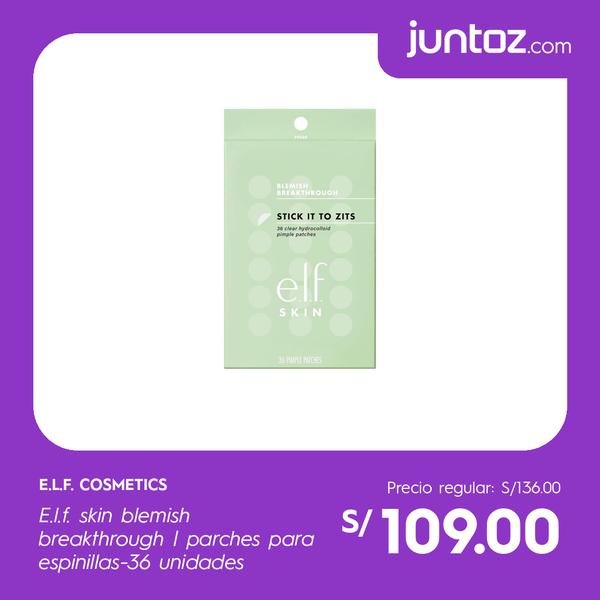 juntoz.com
BLEMISH
BREAKTHROUGH
STICK IT TO ZITS
36 clear hydrocolloid
pimple patches
e.l.f.
SKIN
36 PIMPLE PATCHES
E.L.F. COSMETICS
E.l.f. skin blemish
breakthrough | parches para
espinillas-36 unidades
Precio regular: S/136.00
S/109.00